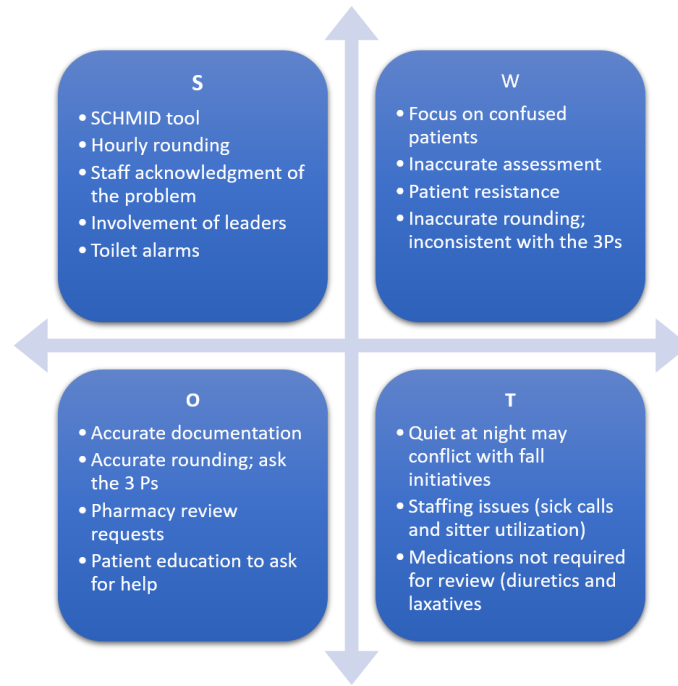 S
• SCHMID tool
• Hourly rounding
• Staff acknowledgment of
the problem
• Involvement of leaders
• Toilet alarms
W
• Focus on confused
patients
• Inaccurate assessment
• Patient resistance
• Inaccurate rounding;
inconsistent with the 3Ps
O
• Accurate documentation
• Accurate rounding; ask
the 3 Ps
• Pharmacy review
requests
• Patient education to ask
for help
T
• Quiet at night may
conflict with fall
initiatives
• Staffing issues (sick calls
and sitter utilization)
• Medications not required
for review (diuretics and
laxatives